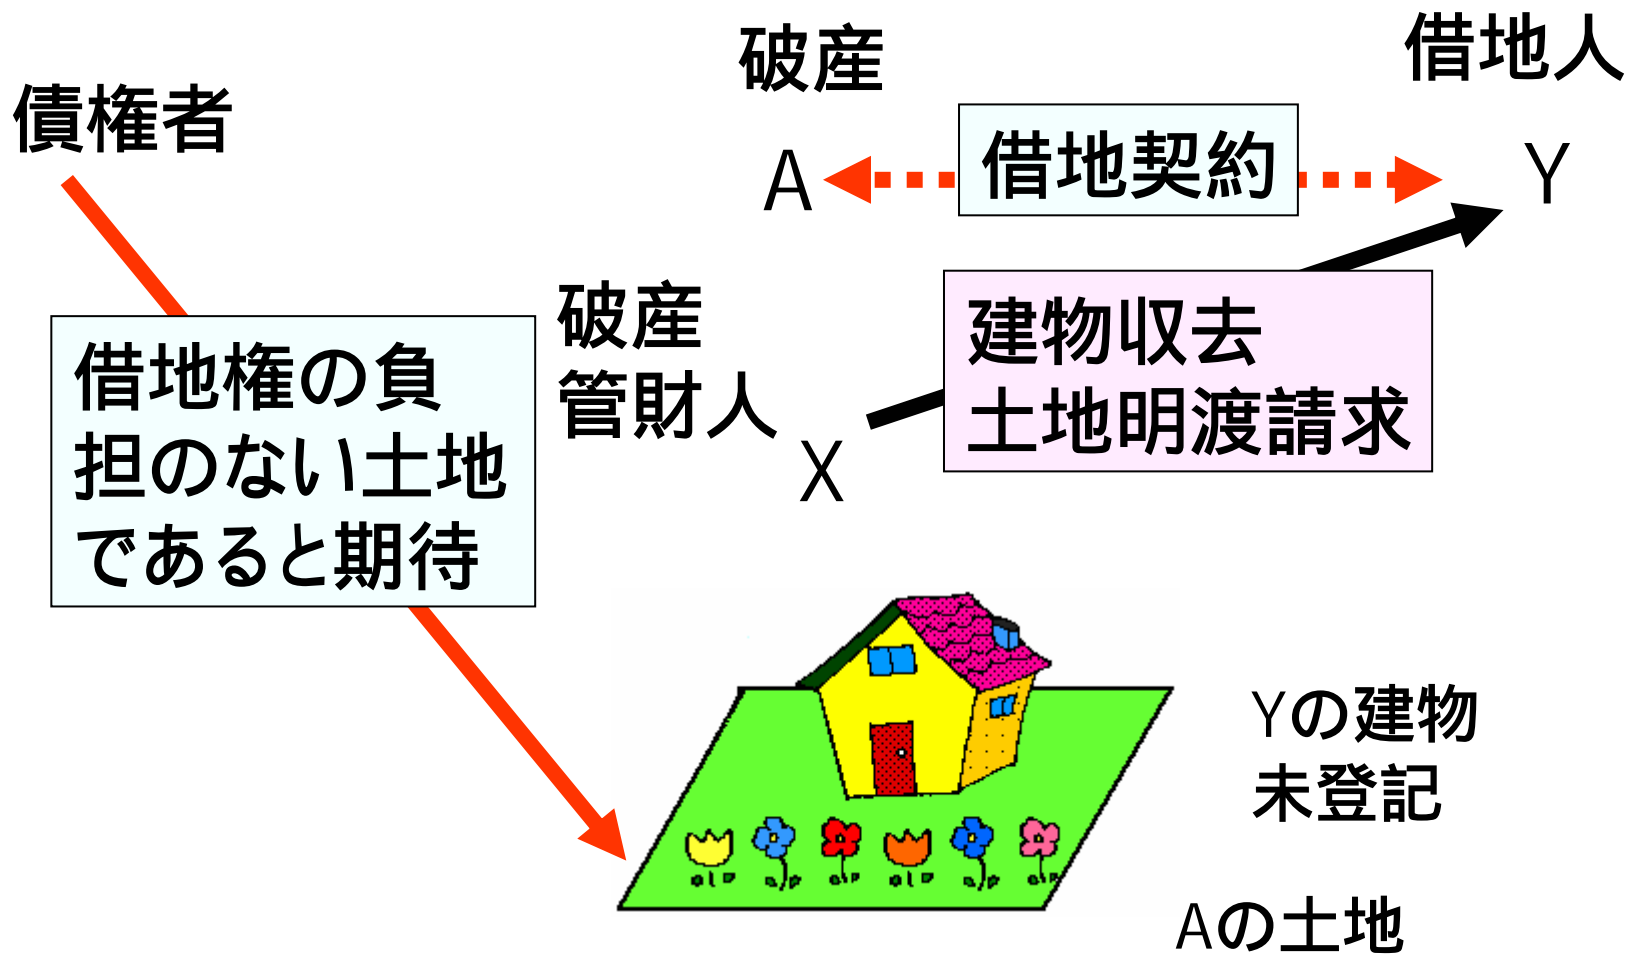 債権者
破産
A
借地契約
借地人
Y
借地権の負
担のない土地
であると期待
破産
管財人
X
建物収去
土地明渡請求
Yの建物
未登記
Aの土地